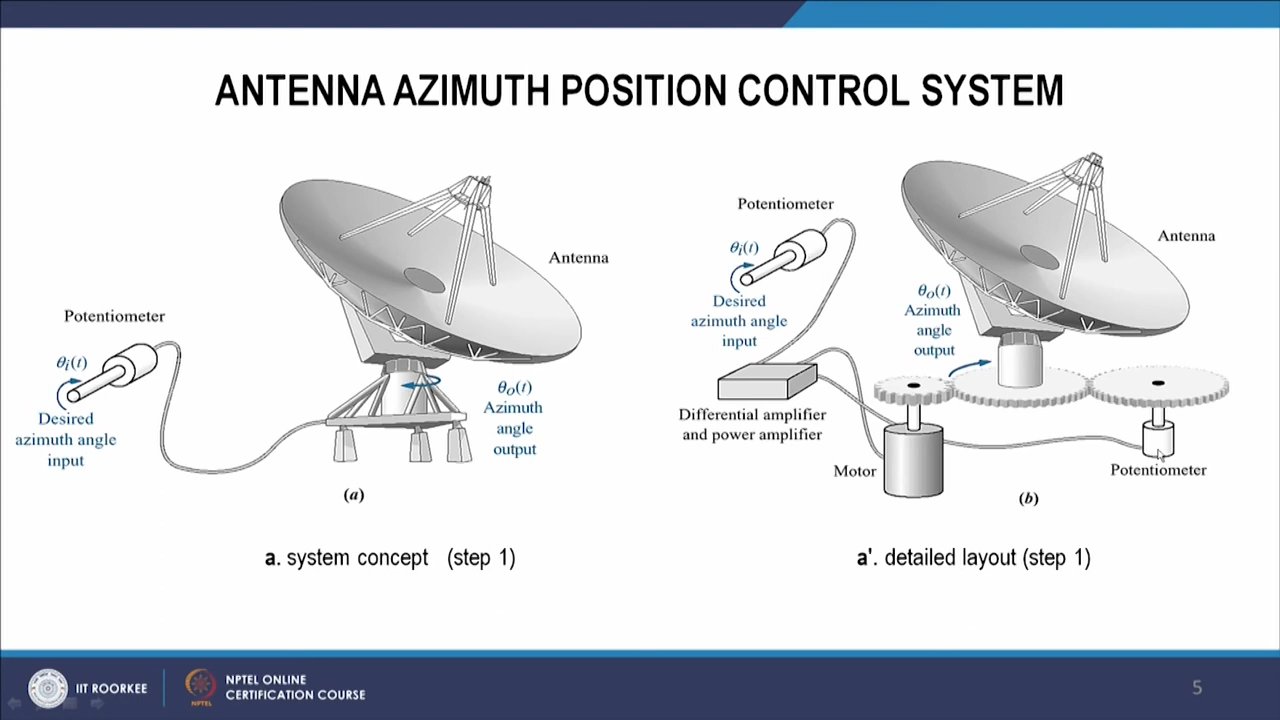 ANTENNA AZIMUTH POSITION CONTROL SYSTEM
Potentiometer
θi(t)
Desired
azimuth angle
input
Antenna
θo(t)
Azimuth
angle
output
(a)
a. system concept (step 1)
Potentiometer
θi(t)
Desired
azimuth angle
input
Differential amplifier
and power amplifier
Motor
θo(t)
Azimuth
angle
output
Antenna
Potentiometer
(b)
a'. detailed layout (step 1)
IIT ROORKEE
NPTEL
NPTEL ONLINE
CERTIFICATION COURSE
5